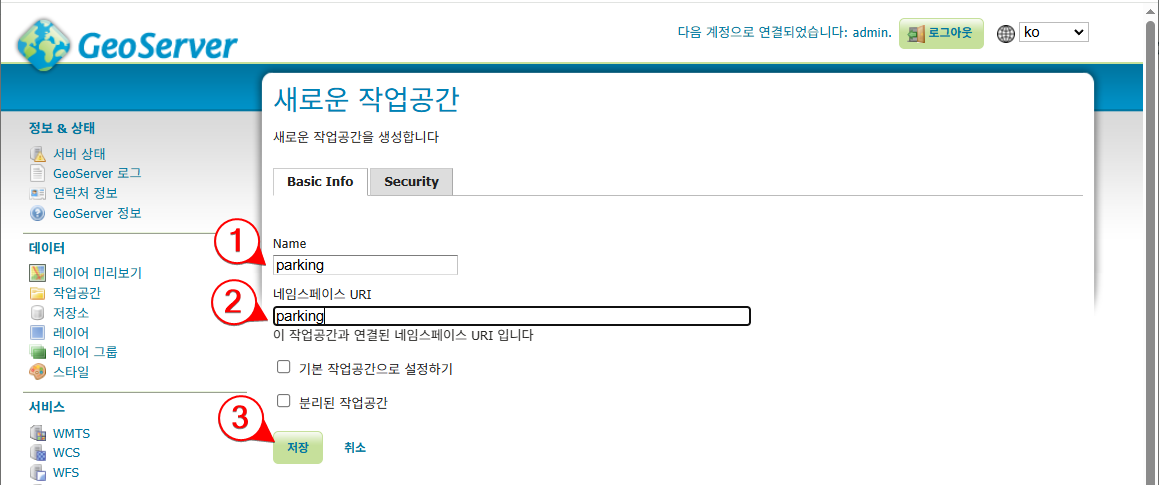 GeoServer
다음 계정으로 연결되었습니다: admin.
로그아웃
ko
새로운 작업공간
새로운 작업공간을 생성합니다
Basic Info
Security
정보 & 상태
서버 상태
GeoServer 로그
연락처 정보
GeoServer 정보
데이터
레이어 미리보기
작업공간
저장소
레이어
레이어 그룹
스타일
서비스
WMTS
WCS
WFS
1
Name
parking
2
네임스페이스 URI
parking
이 작업공간과 연결된 네임스페이스 URI 입니다
기본 작업공간으로 설정하기
분리된 작업공간
3
저장
취소